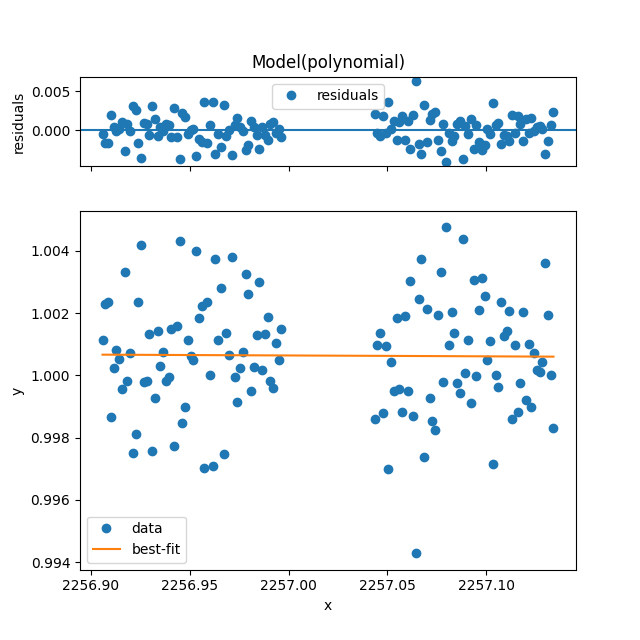 Model(polynomial)
0.005
0.000
residuals
residuals
1.004
1.002
1.000
0.998
0.996
0.994
y
data
best-fit
2256.90 2256.95 2257.00 2257.05 2257.10
x